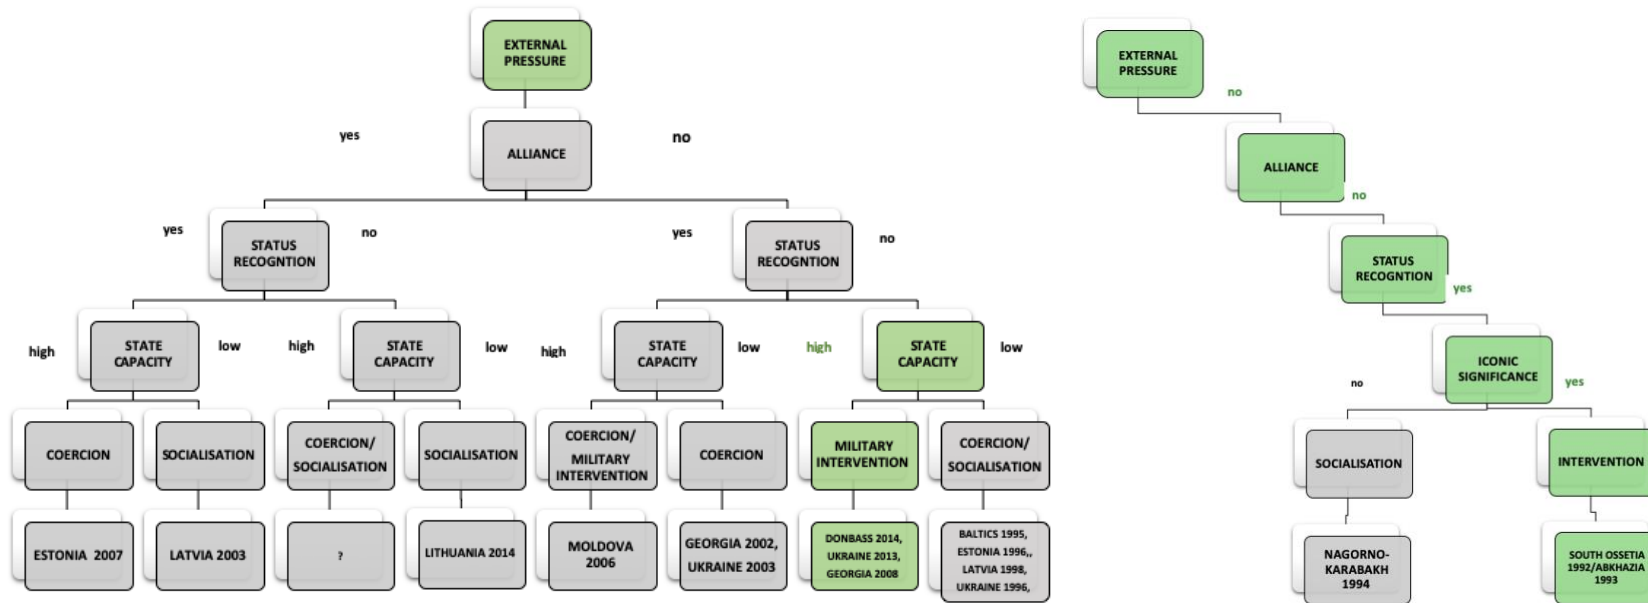 EXTERNAL
PRESSURE
yes
no
ALLIANCE
yes
no
yes
no
STATUS
RECOGNTION
STATUS
RECOGNTION
high
low
high
low
high
low
high
low
STATE
CAPACITY
STATE
CAPACITY
STATE
CAPACITY
STATE
CAPACITY
COERCION
SOCIALISATION
COERCION/
SOCIALISATION
SOCIALISATION
COERCION/
MILITARY
INTERVENTION
COERCION
MILITARY
INTERVENTION
COERCION/
SOCIALISATION
ESTONIA 2007
LATVIA 2003
?
LITHUANIA 2014
MOLDOVA
2006
GEORGIA 2002,
UKRAINE 2003
DONBASS 2014,
UKRAINE 2013,
GEORGIA 2008
BALTICS 1995,
ESTONIA 1996,,
LATVIA 1998,
UKRAINE 1996,
EXTERNAL
PRESSURE
no
ALLIANCE
no
STATUS
RECOGNTION
yes
ICONIC
SIGNIFICANCE
no
yes
SOCIALISATION
INTERVENTION
NAGORNO-
KARABAKH
1994
SOUTH OSSETIA
1992/ABKHAZIA
1993